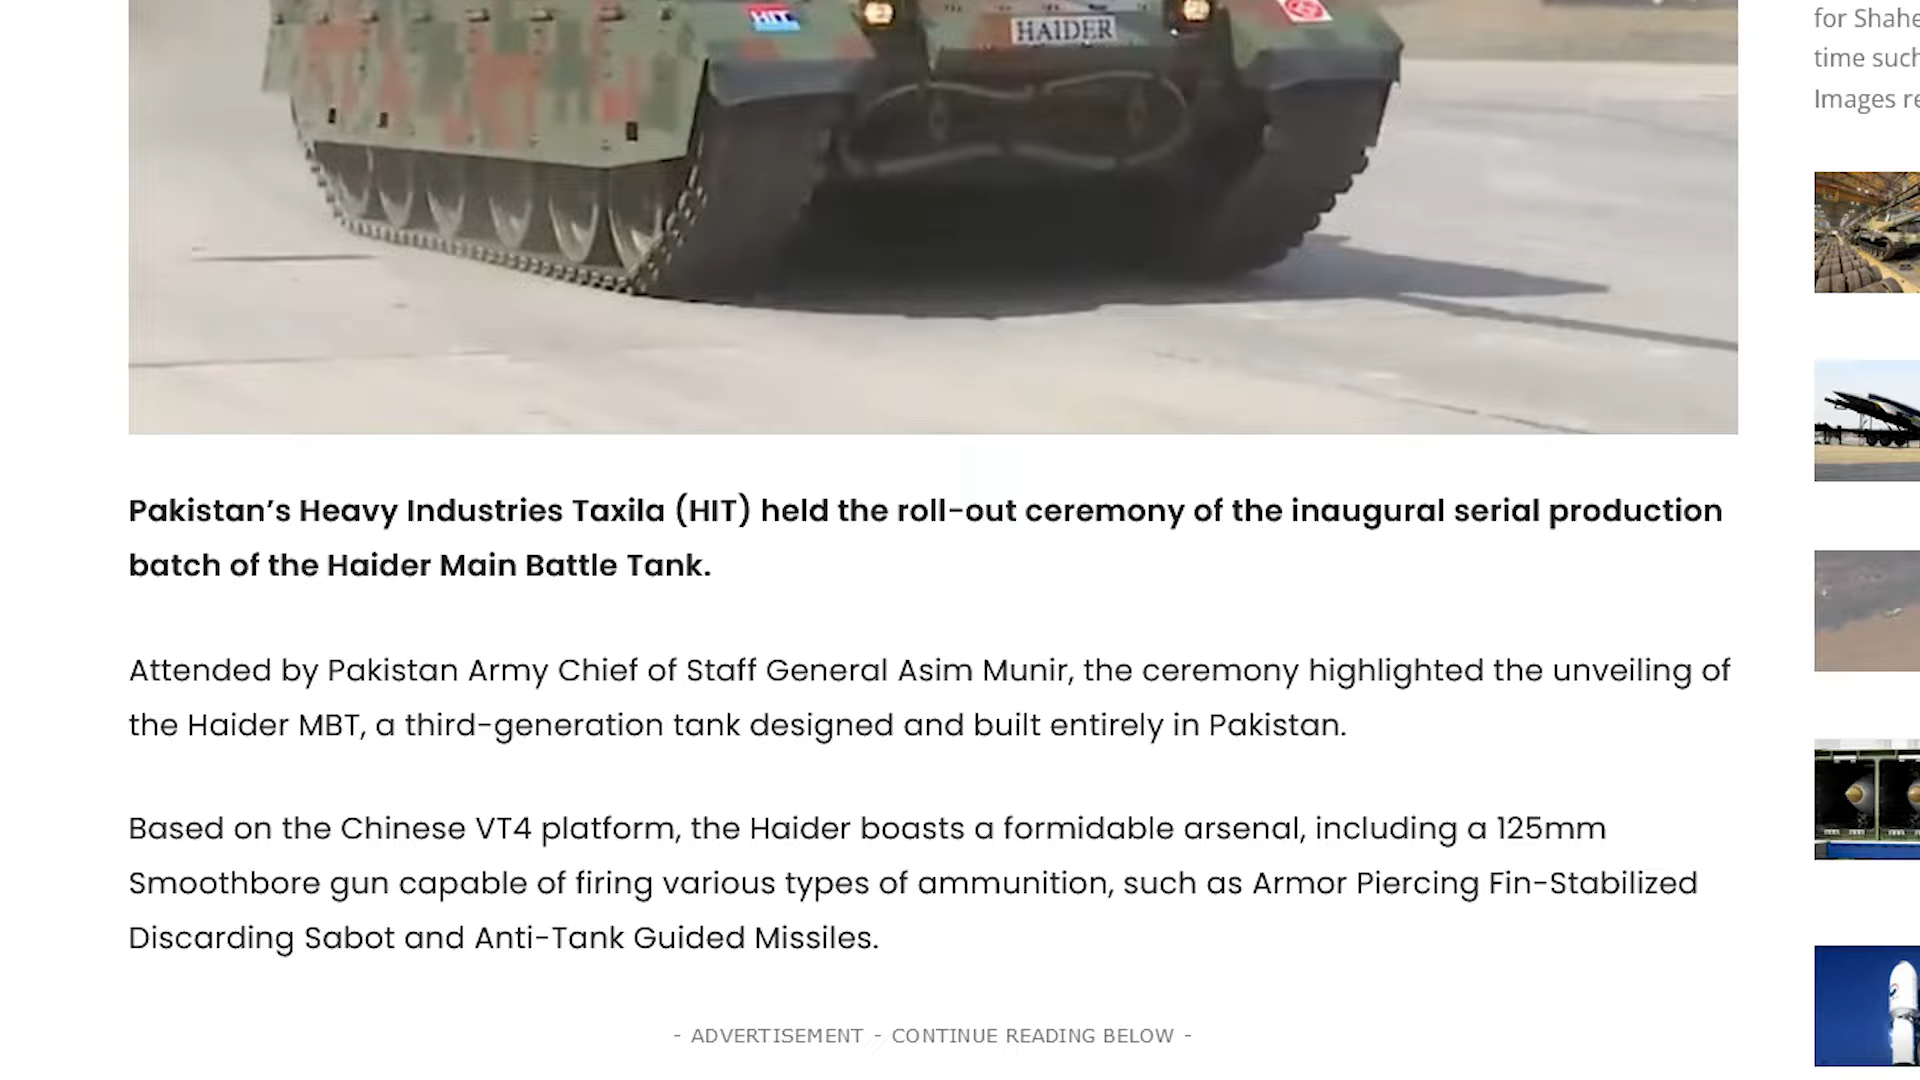 HIT
HAIDER
for Shahe
time such
Images re
Pakistan’s Heavy Industries Taxila (HIT) held the roll-out ceremony of the inaugural serial production
batch of the Haider Main Battle Tank.
Attended by Pakistan Army Chief of Staff General Asim Munir, the ceremony highlighted the unveiling of
the Haider MBT, a third-generation tank designed and built entirely in Pakistan.
Based on the Chinese VT4 platform, the Haider boasts a formidable arsenal, including a 125mm
Smoothbore gun capable of firing various types of ammunition, such as Armor Piercing Fin-Stabilized
Discarding Sabot and Anti-Tank Guided Missiles.
- ADVERTISEMENT - CONTINUE READING BELOW -